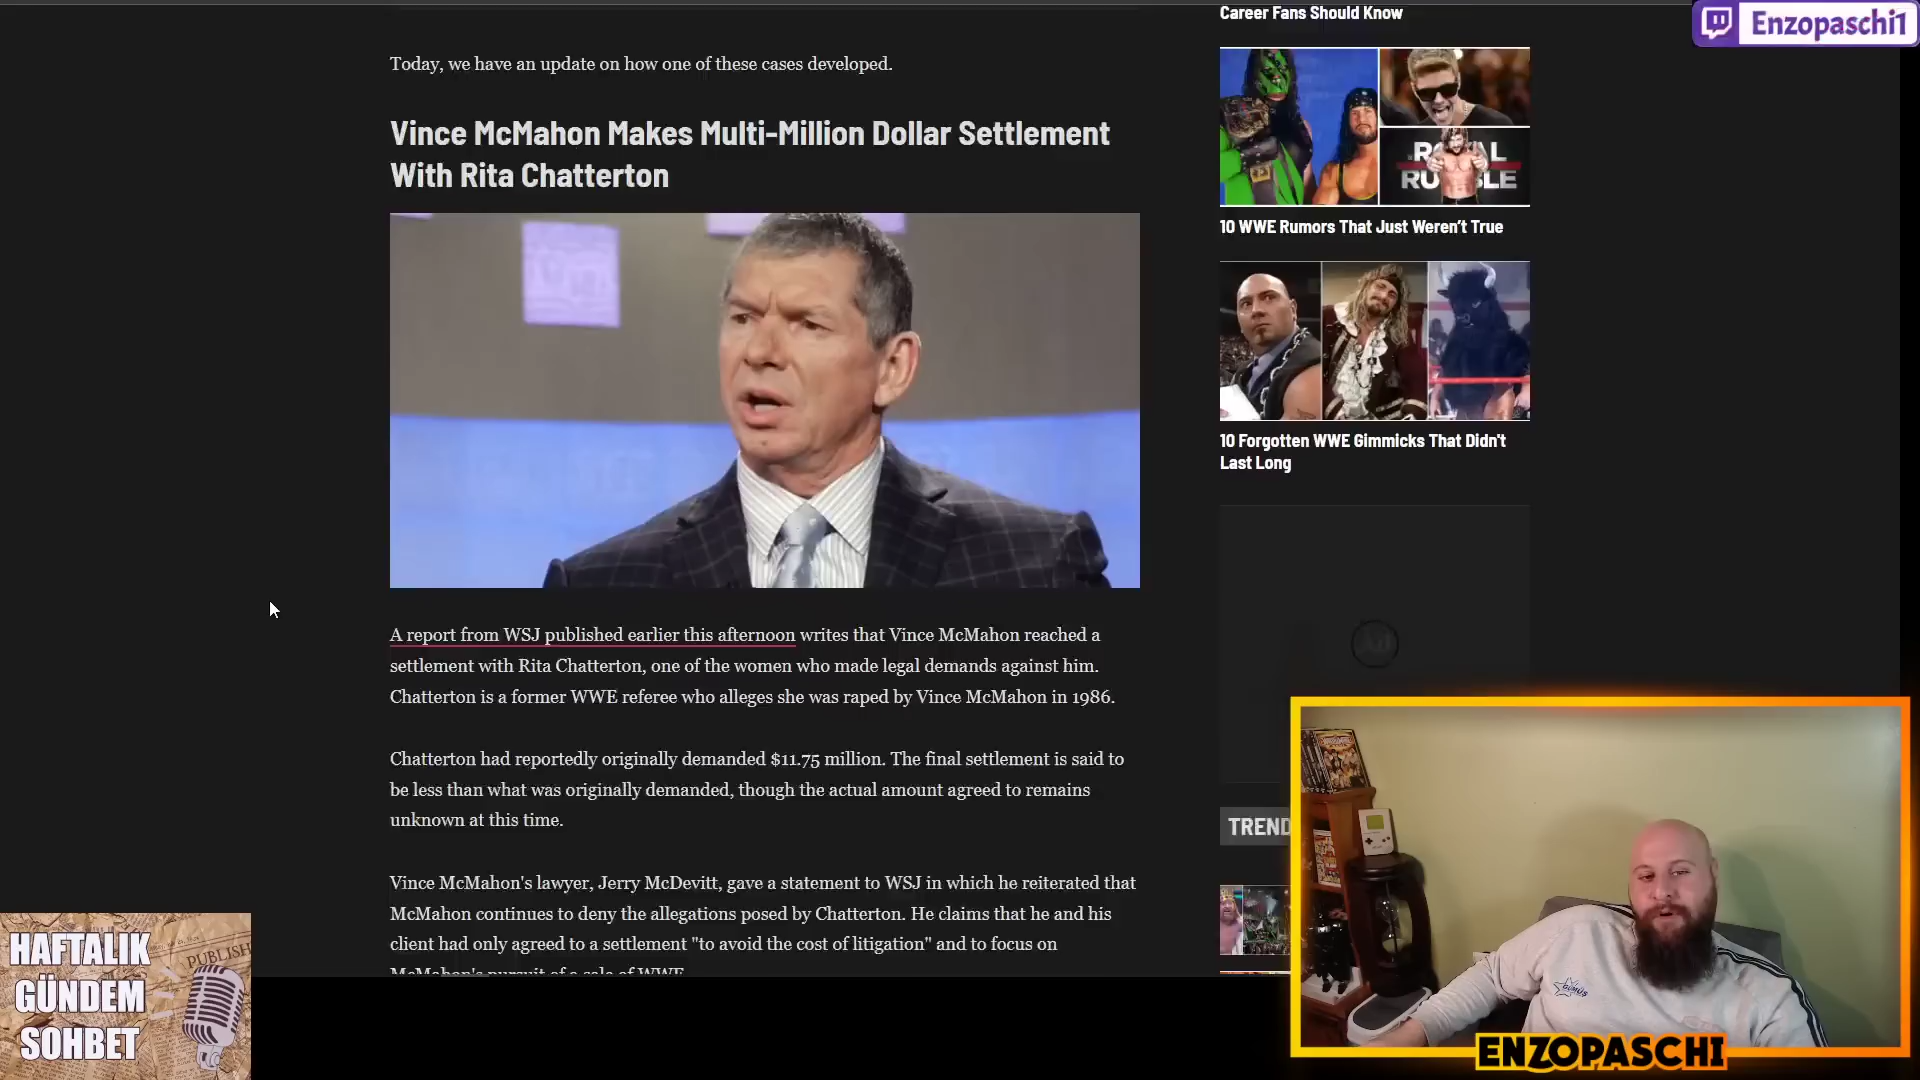 Career Fans Should Know
Enzopaschi1
Today, we have an update on how one of these cases developed.
Vince McMahon Makes Multi-Million Dollar Settlement
With Rita Chatterton
ROYAL
RUMBLE
10 WWE Rumors That Just Weren’t True
10 Forgotten WWE Gimmicks That Didn't
Last Long
Ad
A report from WSJ published earlier this afternoon writes that Vince McMahon reached a
settlement with Rita Chatterton, one of the women who made legal demands against him.
Chatterton is a former WWE referee who alleges she was raped by Vince McMahon in 1986.
Chatterton had reportedly originally demanded $11.75 million. The final settlement is said to
be less than what was originally demanded, though the actual amount agreed to remains
unknown at this time.
TREND
Vince McMahon's lawyer, Jerry McDevitt, gave a statement to WSJ in which he reiterated that
McMahon continues to deny the allegations posed by Chatterton. He claims that he and his
client had only agreed to a settlement "to avoid the cost of litigation" and to focus on
McMahon's pursuit of a sale of WWE
HAFTALIK
GÜNDEM
SOHBET
PUBLISH
ENZOPASCHI